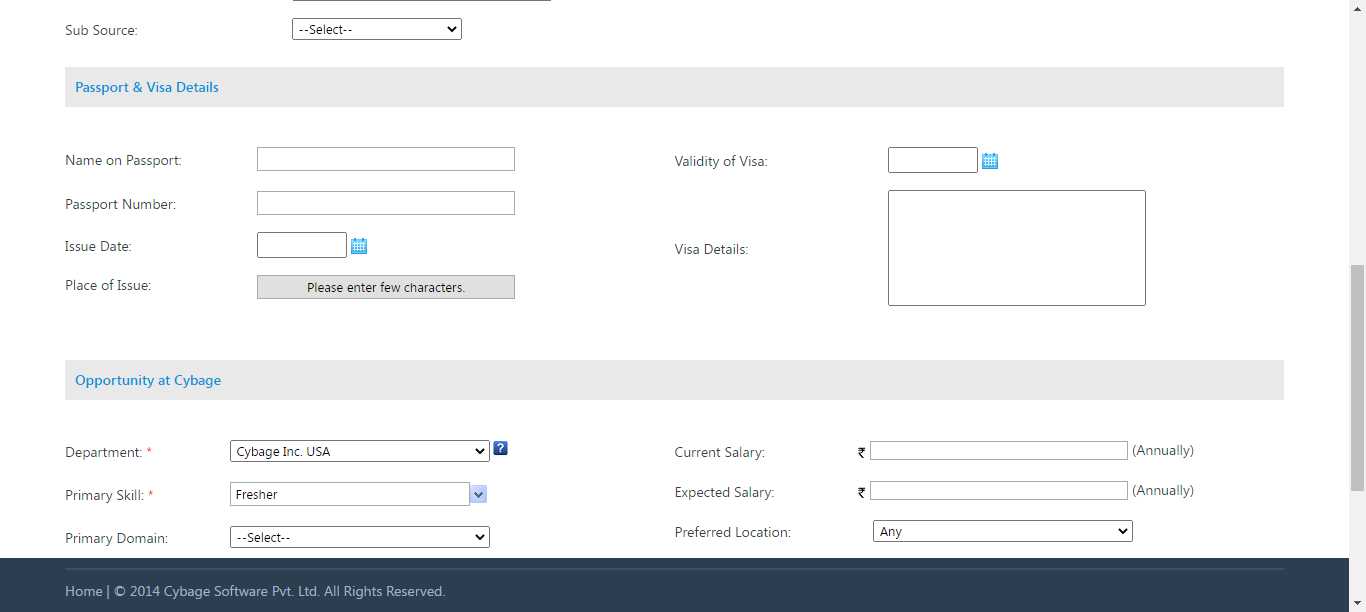 Sub Source:
--Select--
Passport & Visa Details
Name on Passport:
Validity of Visa:
Passport Number:
Issue Date:
Visa Details:
Place of Issue:
Please enter few characters.
Opportunity at Cybage
Department: *
Cybage Inc. USA
?
Current Salary:
₹
(Annually)
Primary Skill: *
Fresher
Expected Salary:
₹
(Annually)
Primary Domain:
--Select--
Preferred Location:
Any
Home | © 2014 Cybage Software Pvt. Ltd. All Rights Reserved.